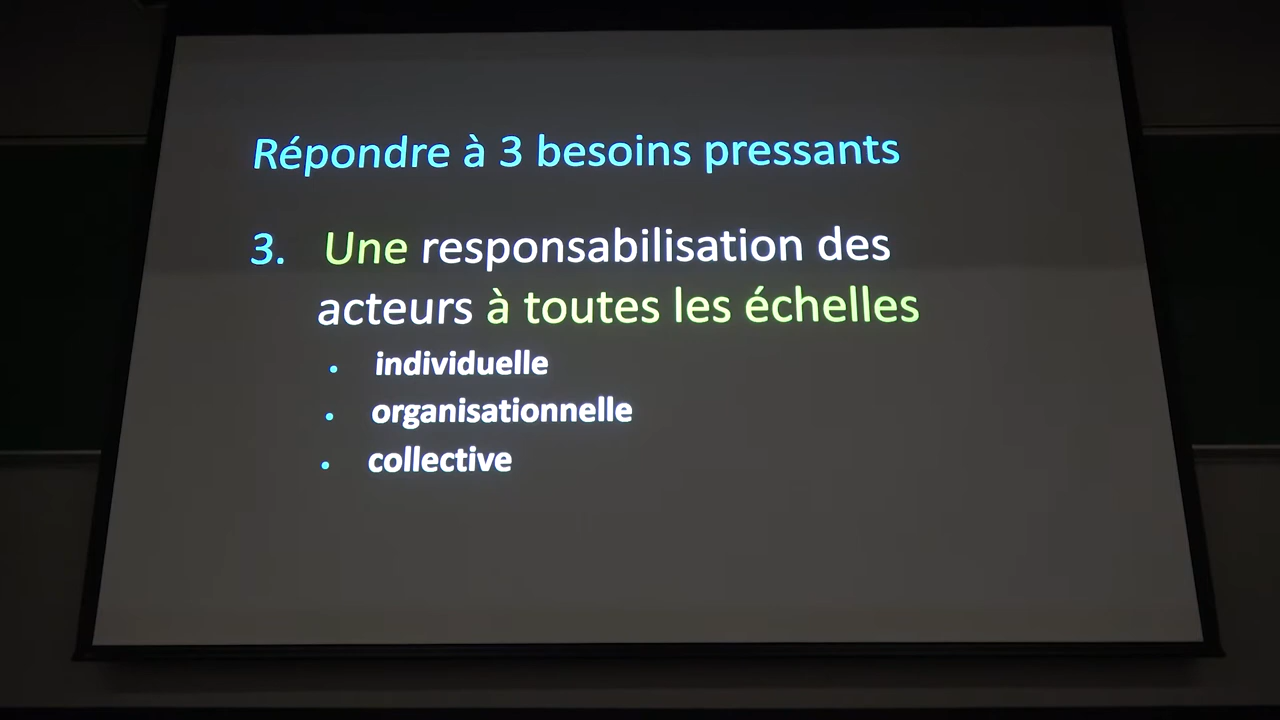 Répondre à 3 besoins pressants
3. Une responsabilisation des
acteurs à toutes les échelles
• individuelle
• organisationnelle
• collective